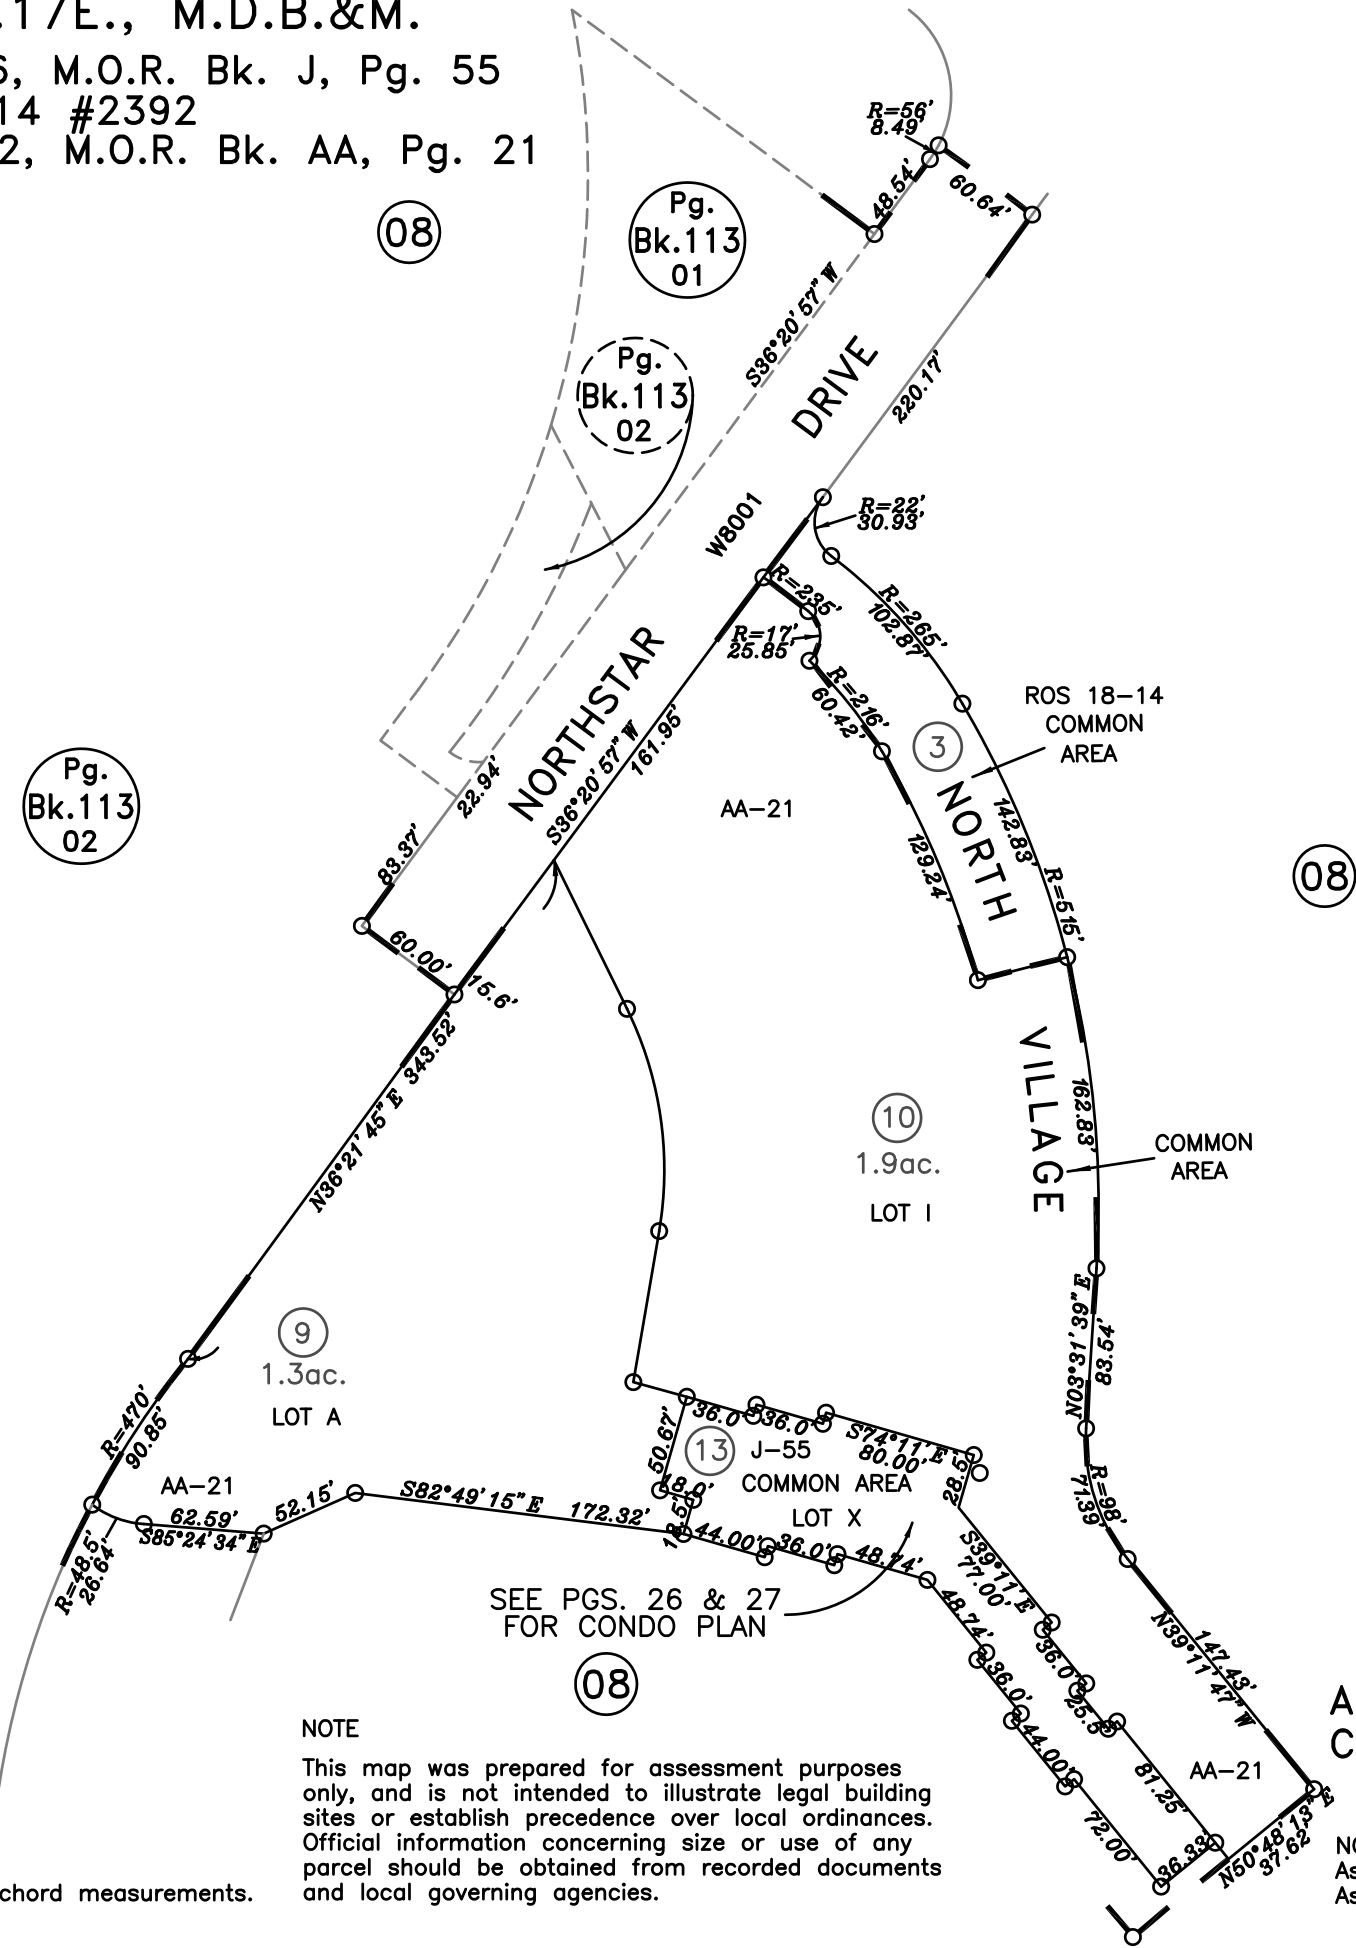 .17E., M.D.B.&M.
6, M.O.R. Bk. J, Pg. 55
14 #2392
2, M.O.R. Bk. AA, Pg. 21
08
Pg.
Bk.113
01
Pg.
Bk.113
02
R=56'
8.49'
48.54'
60.64'
S36°20'57"W
DRIVE
220.17'
W8001
R=22'
30.93'
R=235'
R=17'
25.85'
R=265'
102.87'
R=216'
60.42'
NORTHSTAR
S36°20'57"W
161.95'
ROS 18-14
COMMON
AREA
3
NORTH
142.83'
R=515'
129.24'
AA-21
Pg.
Bk.113
02
22.94'
83.37'
60.00'
15.6'
08
N36°21'45"E 343.52'
VILLAGE
162.83'
COMMON
AREA
10
1.9ac.
LOT I
9
1.3ac.
LOT A
N03°31'39"E
83.54'
R=470'
90.85'
AA-21
62.59'
S85°24'34"E
52.15'
S82°49'15"E 172.32'
R=48.5'
26.64'
36.0'
36.0'
S74°11'E
80.00'
50.67'
13
J-55
COMMON AREA
LOT X
18.0'
18.5'
28.5'
44.00'
36.0'
48.74'
R=98'
71.39'
S39°11'E
77.00'
SEE PGS. 26 & 27
FOR CONDO PLAN
08
48.74'
36.0'
44.00'
72.00'
36.0'
25.5'
81.25'
36.33'
147.43'
N39°11'47"W
AA-21
N50°48'13"E
37.62'
A
C
NOTE
This map was prepared for assessment purposes
only, and is not intended to illustrate legal building
sites or establish precedence over local ordinances.
Official information concerning size or use of any
parcel should be obtained from recorded documents
and local governing agencies.
chord measurements.
NO
As
As